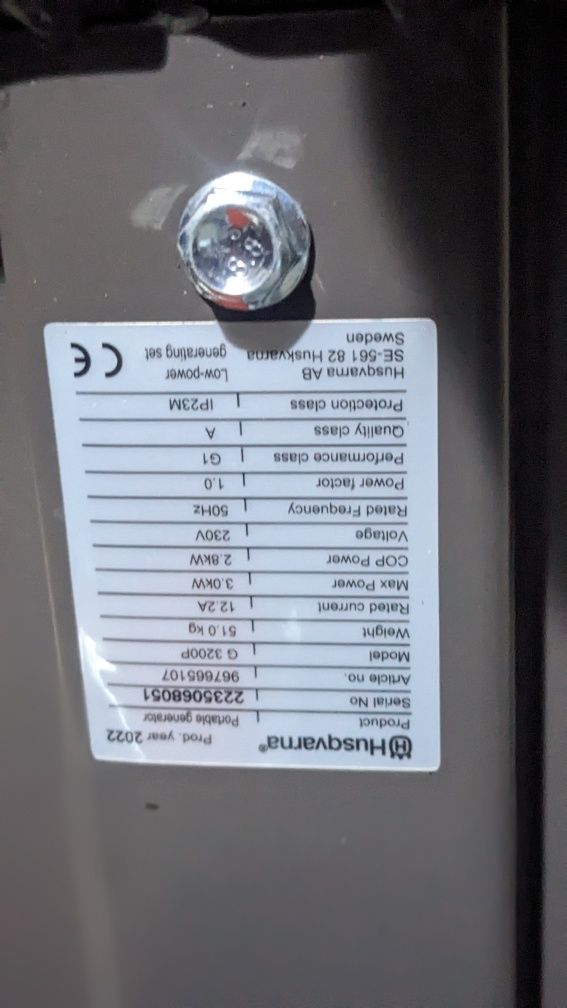 Husqvarna® Prod. year 2022
Product Portable generator
Serial No 2235068051
Article no. 967665107
Model G 3200P
Weight 51.0 kg
Rated current 12.2A
Max Power 3.0kW
COP Power 2.8kW
Voltage 230V
Rated Frequency 50Hz
Power factor 1.0
Performance class G1
Quality class A
Protection class IP23M
Husqvarna AB Low-power
SE-561 82 Huskvarna generating set
Sweden
CE